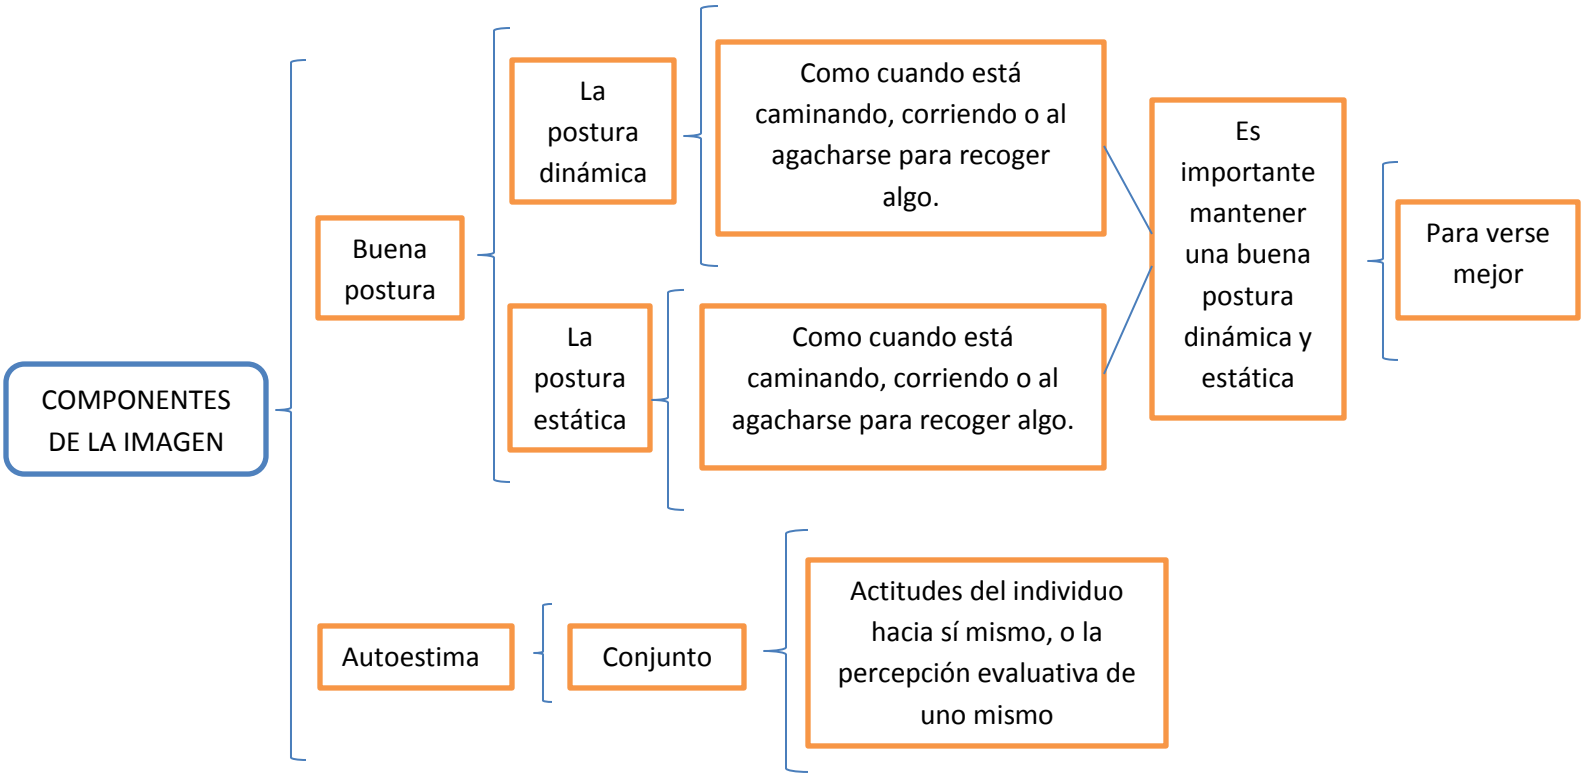 COMPONENTES
DE LA IMAGEN
Buena
postura
La
postura
dinámica
Como cuando está
caminando, corriendo o al
agacharse para recoger
algo.
La
postura
estática
Como cuando está
caminando, corriendo o al
agacharse para recoger algo.
Es
importante
mantener
una buena
postura
dinámica y
estática
Para verse
mejor
Autoestima
Conjunto
Actitudes del individuo
hacia sí mismo, o la
percepción evaluativa de
uno mismo